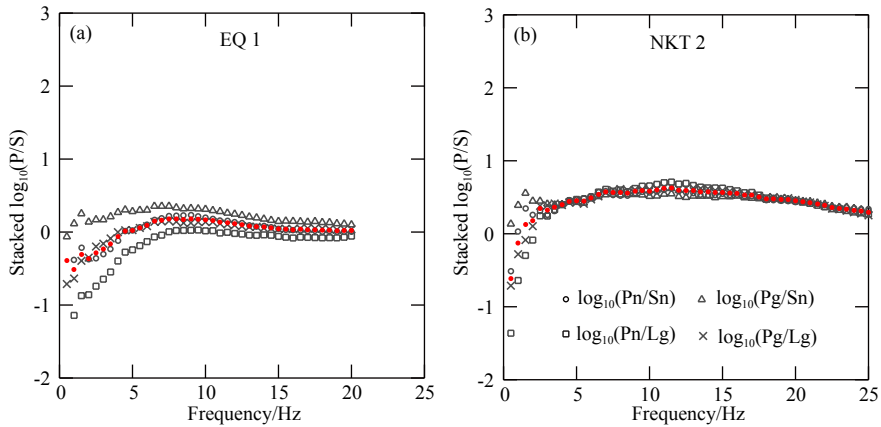 (a)
EQ 1
3
2
1
0
-1
-2
Stacked log₁₀(P/S)
0
5
10
15
20
25
Frequency/Hz
(b)
NKT 2
3
2
1
0
-1
-2
Stacked log₁₀(P/S)
log₁₀(Pn/Sn)
log₁₀(Pg/Sn)
log₁₀(Pn/Lg)
log₁₀(Pg/Lg)
0
5
10
15
20
25
Frequency/Hz